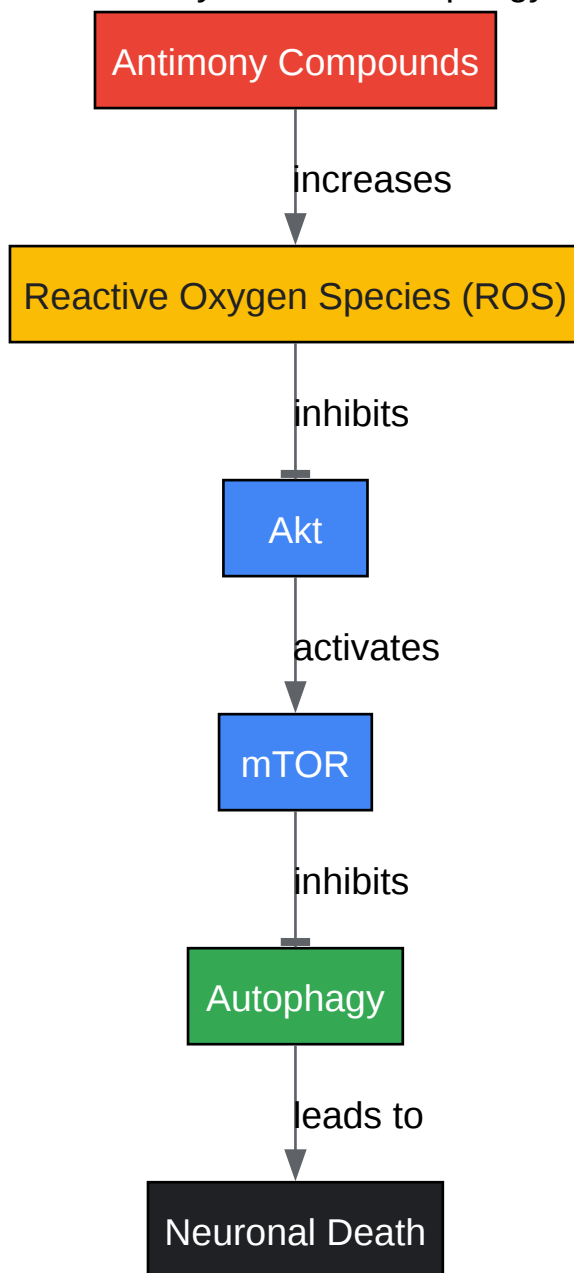 Antimony Compounds
increases
Reactive Oxygen Species (ROS)
inhibits
Akt
activates
mTOR
inhibits
Autophagy
leads to
Neuronal Death